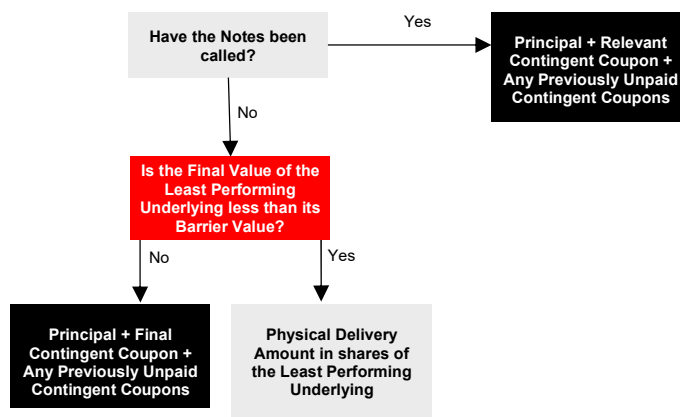 Have the Notes been
called?
Yes
Principal + Relevant
Contingent Coupon +
Any Previously Unpaid
Contingent Coupons
No
Is the Final Value of the
Least Performing
Underlying less than its
Barrier Value?
No
Yes
Principal + Final
Contingent Coupon +
Any Previously Unpaid
Contingent Coupons
Physical Delivery
Amount in shares of
the Least Performing
Underlying